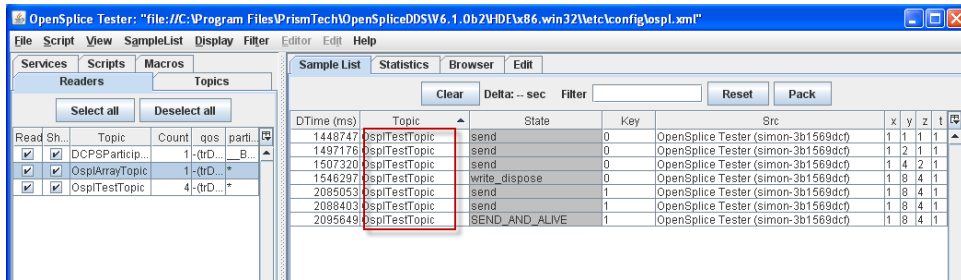 OpenSplice Tester: "file://C:\Program Files\PrismTech\OpenSpliceDDS\V6.1.0b2\HDE\x86.win32\\etc\config\ospl.xml"
File Script View SampleList Display Filter Editor Edit Help
Services Scripts Macros
Readers Topics
Select all Deselect all
Read Sh... Topic Count qos parti...
DCPSParticip... 1 -(trD... __B...
OsplArrayTopic 1 -(trD... *
OsplTestTopic 4 -(trD... *
Sample List Statistics Browser Edit
Clear Delta: -- sec Filter Reset Pack
DTime (ms) Topic State Key Src x y z t
1448747 OsplTestTopic send 0 OpenSplice Tester (simon-3b1569dcf) 1 1 1 1
1497176 OsplTestTopic send 0 OpenSplice Tester (simon-3b1569dcf) 1 2 1 1
1507320 OsplTestTopic send 0 OpenSplice Tester (simon-3b1569dcf) 1 4 2 1
1546297 OsplTestTopic write_dispose 0 OpenSplice Tester (simon-3b1569dcf) 1 8 4 1
2085053 OsplTestTopic send 1 OpenSplice Tester (simon-3b1569dcf) 1 8 4 1
2088403 OsplTestTopic send 1 OpenSplice Tester (simon-3b1569dcf) 1 8 4 1
2095649 OsplTestTopic SEND_AND_ALIVE 1 OpenSplice Tester (simon-3b1569dcf) 1 8 4 1